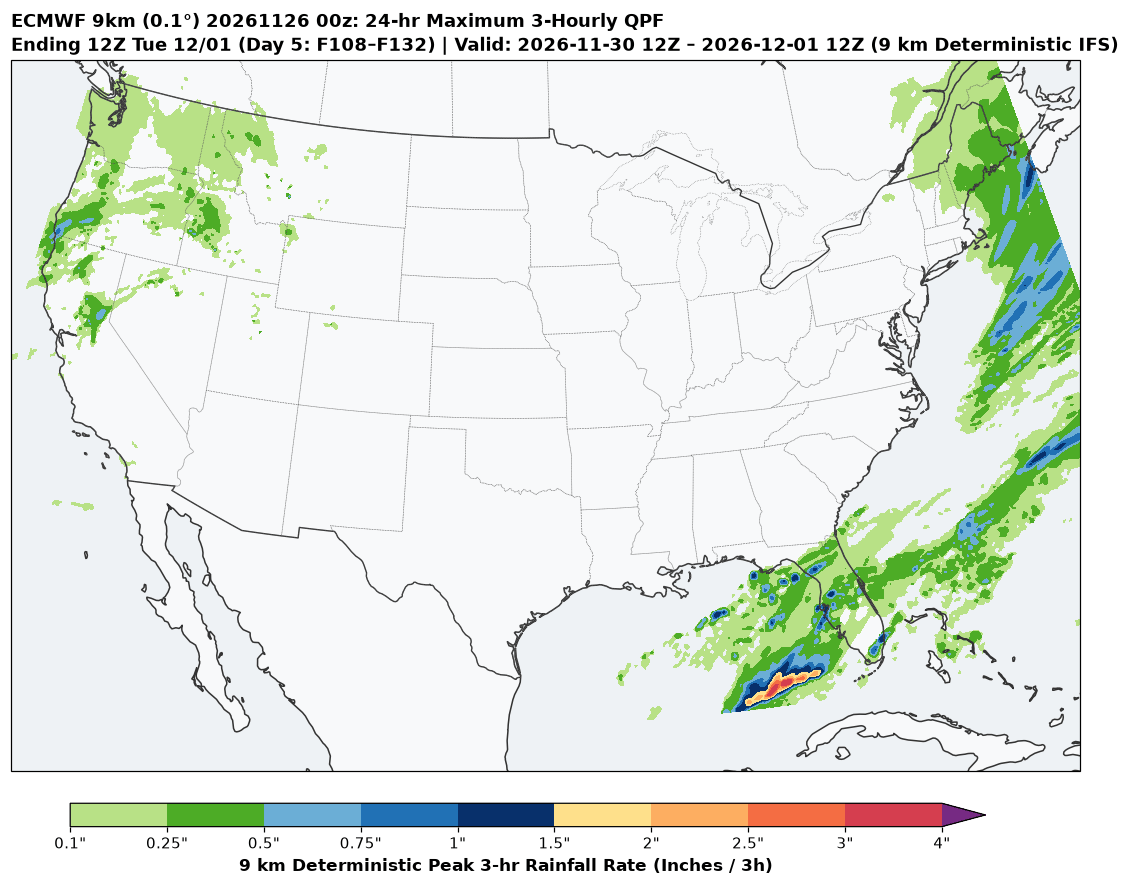 ECMWF 9km (0.1°) 20261126 00z: 24-hr Maximum 3-Hourly QPF
Ending 12Z Tue 12/01 (Day 5: F108–F132) | Valid: 2026-11-30 12Z – 2026-12-01 12Z (9 km Deterministic IFS)
0.1" 0.25" 0.5" 0.75" 1" 1.5" 2" 2.5" 3" 4"
9 km Deterministic Peak 3-hr Rainfall Rate (Inches / 3h)